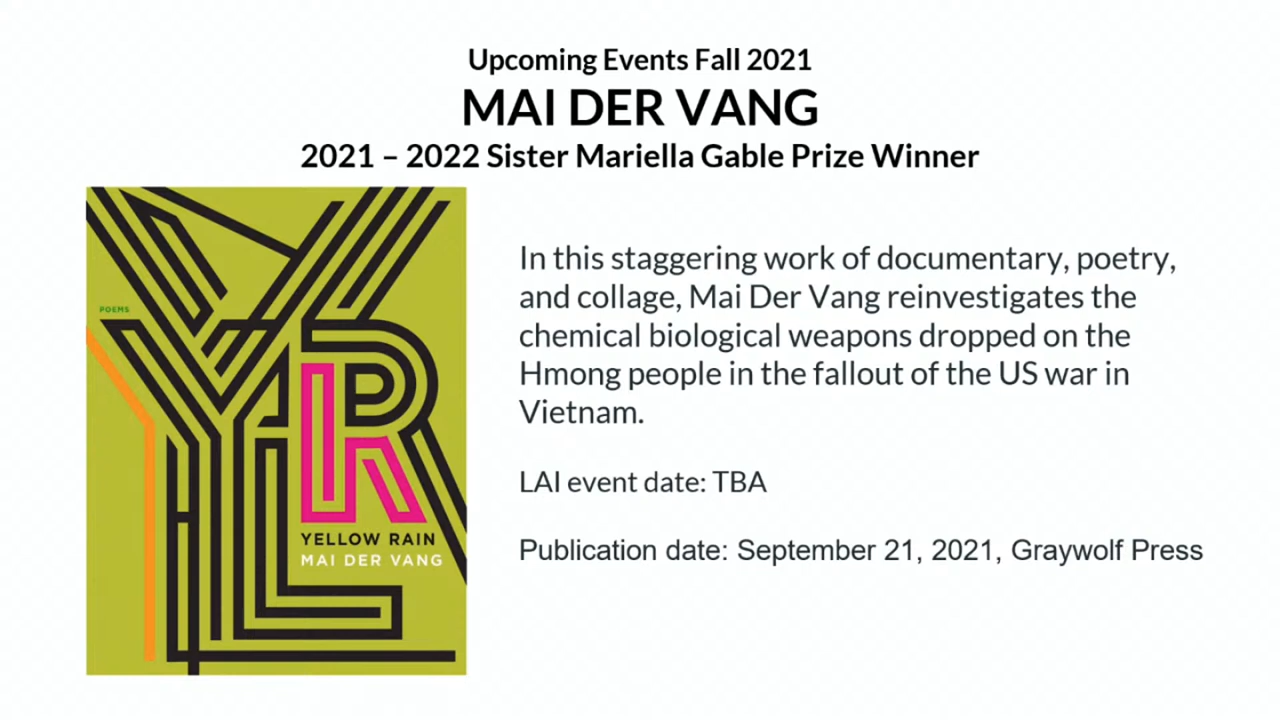 Upcoming Events Fall 2021
MAI DER VANG
2021 – 2022 Sister Mariella Gable Prize Winner
POEMS
YELLOW RAIN
MAI DER VANG
In this staggering work of documentary, poetry,
and collage, Mai Der Vang reinvestigates the
chemical biological weapons dropped on the
Hmong people in the fallout of the US war in
Vietnam.
LAI event date: TBA
Publication date: September 21, 2021, Graywolf Press